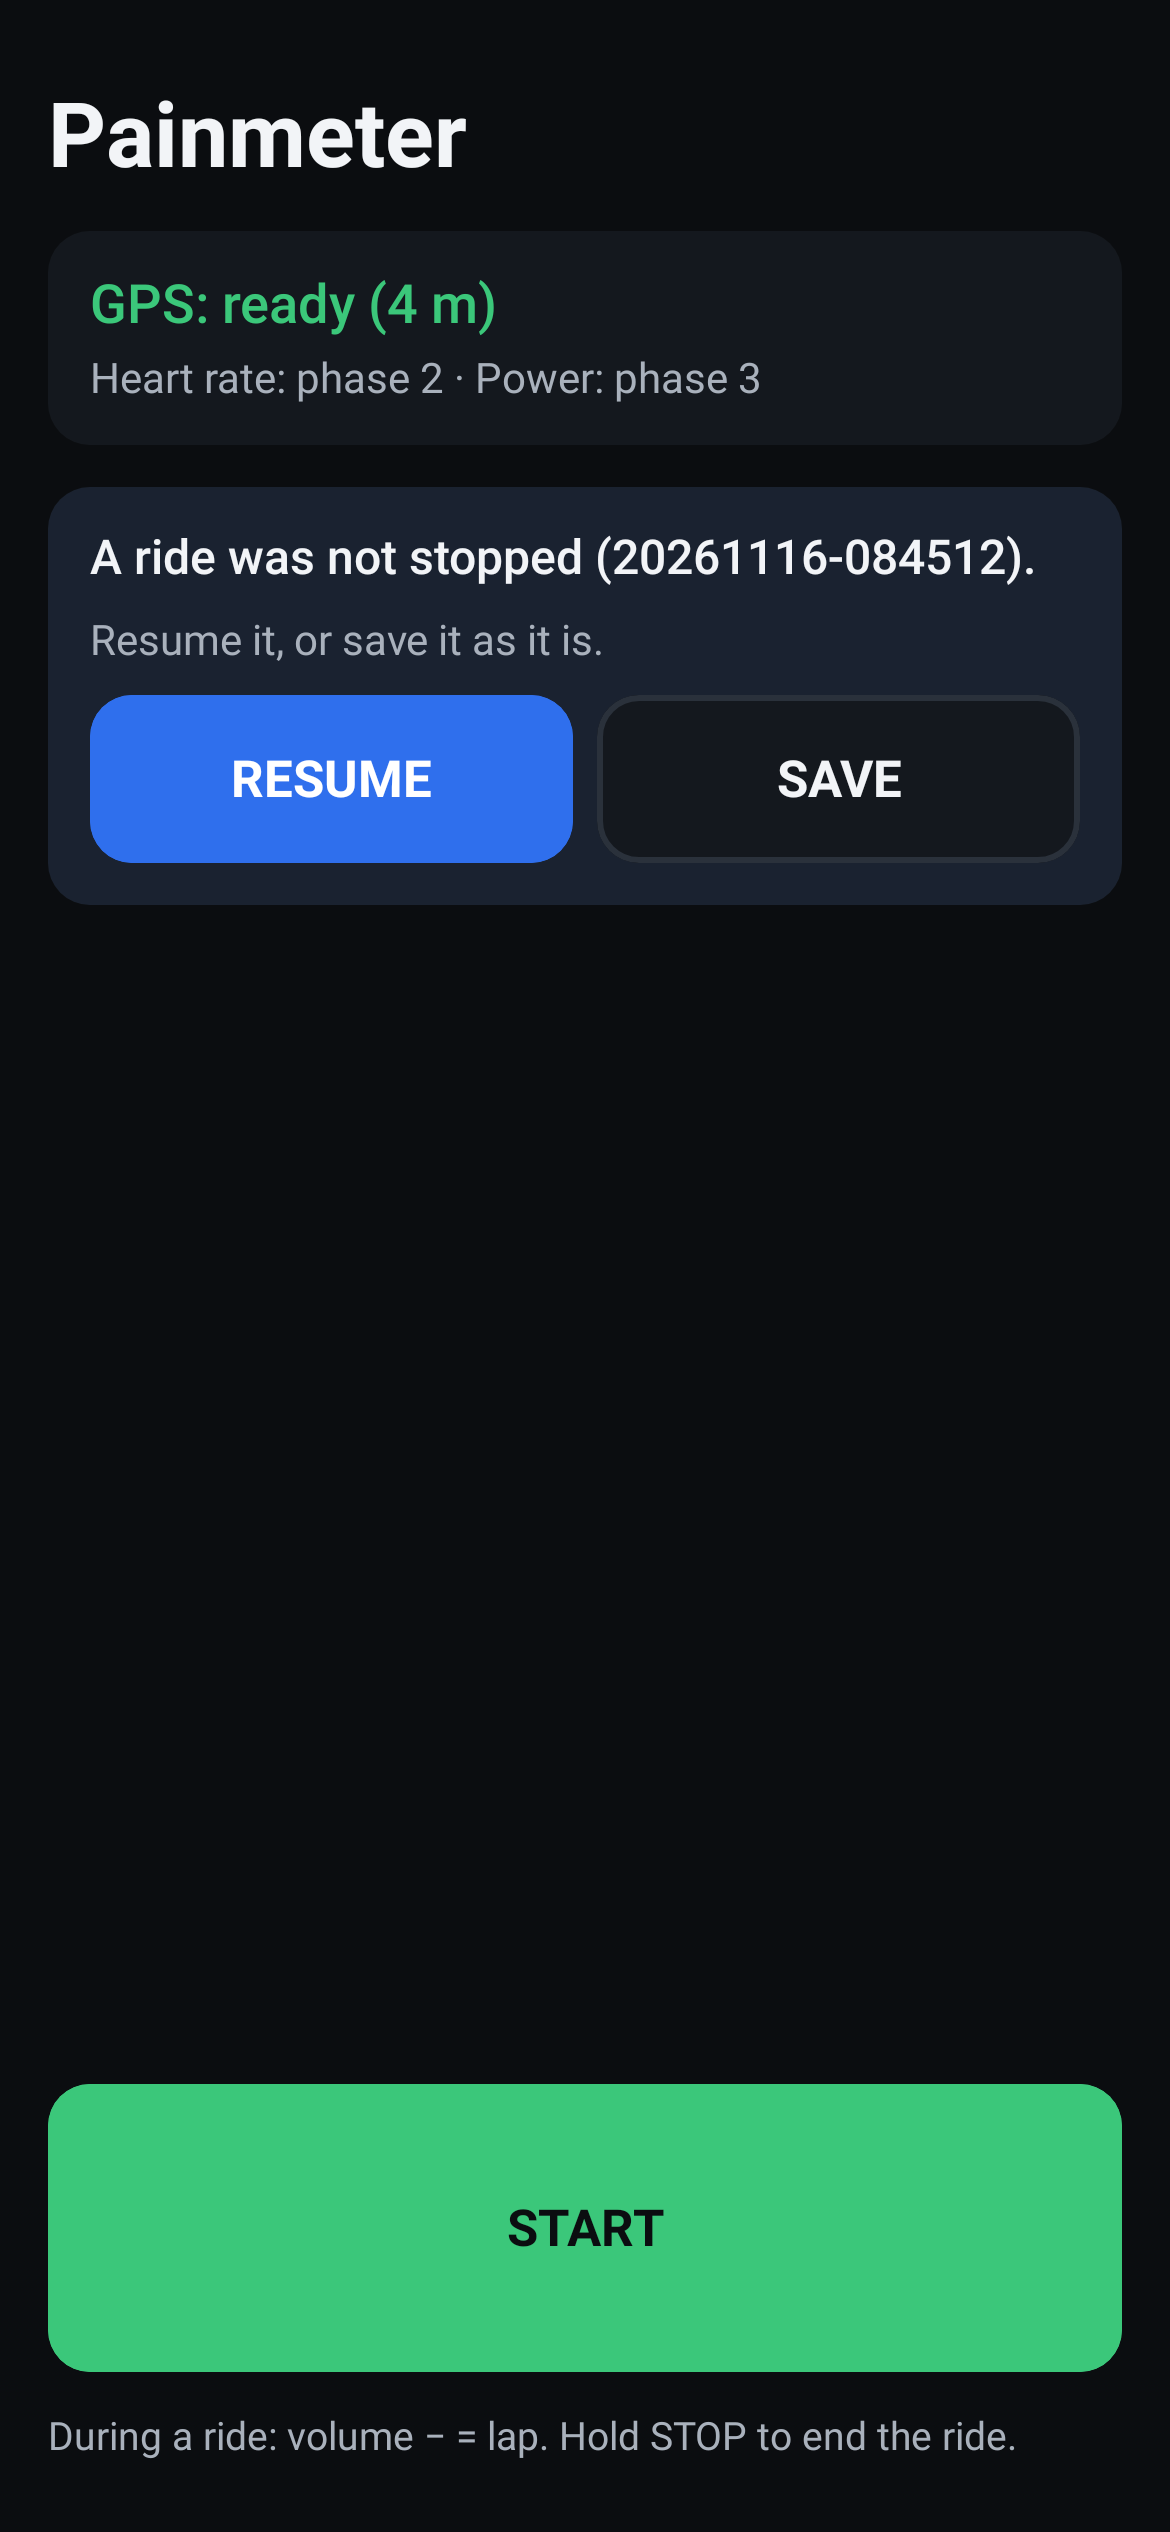 Painmeter
GPS: ready (4 m)
Heart rate: phase 2 · Power: phase 3
A ride was not stopped (20261116-084512).
Resume it, or save it as it is.
RESUME
SAVE
START
During a ride: volume − = lap. Hold STOP to end the ride.